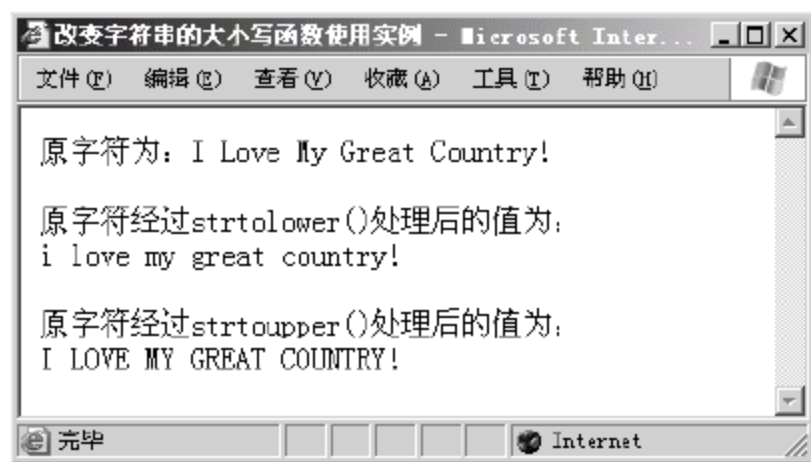 改变字符串的大小写函数使用实例 - Microsoft Inter...
文件(F) 编辑(E) 查看(V) 收藏(A) 工具(T) 帮助(H)
原字符为：I Love My Great Country!
原字符经过strtolower()处理后的值为：
i love my great country!
原字符经过strtoupper()处理后的值为：
I LOVE MY GREAT COUNTRY!
完毕 Internet